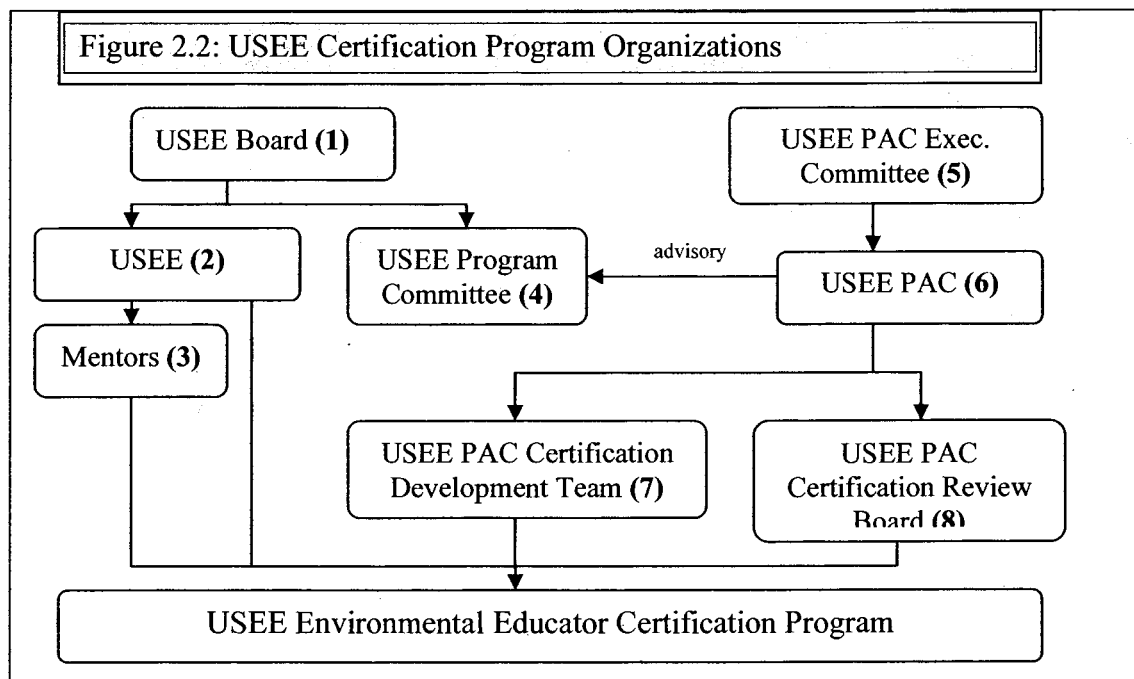 Figure 2.2: USEE Certification Program Organizations
USEE Board (1)
USEE PAC Exec.
Committee (5)
USEE (2)
USEE Program
Committee (4)
advisory
USEE PAC (6)
Mentors (3)
USEE PAC Certification
Development Team (7)
USEE PAC
Certification Review
Board (8)
USEE Environmental Educator Certification Program